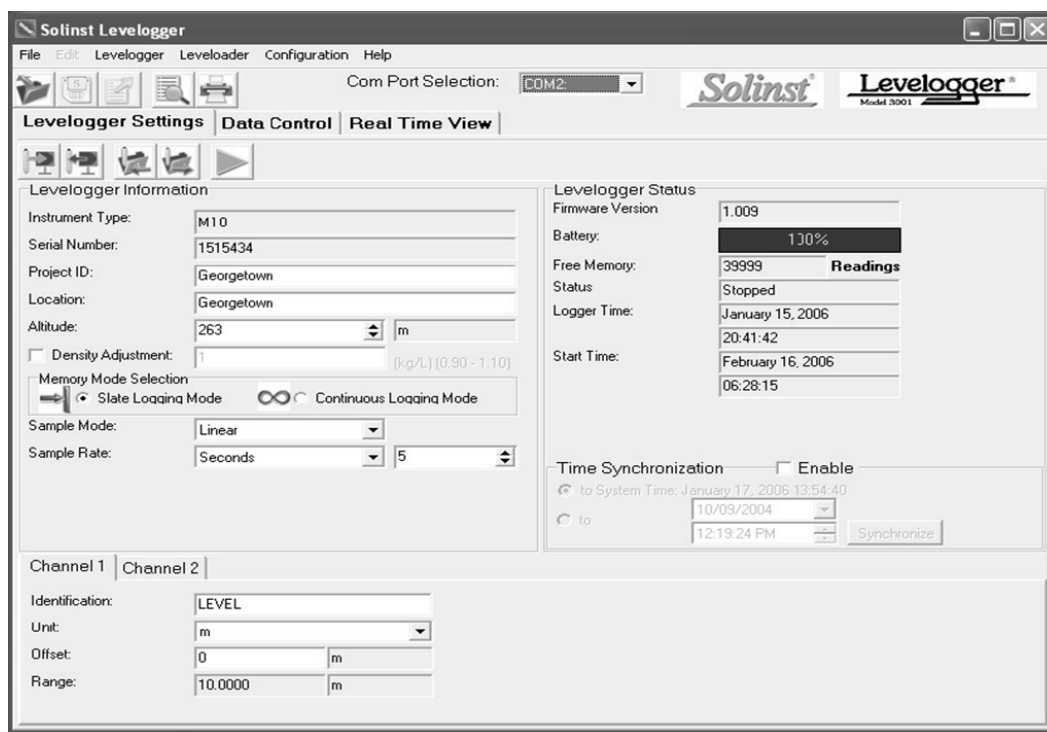 Solinst Levelogger
File Edit Levelogger Leveloader Configuration Help
Com Port Selection: COM2:
Solinst
Levelogger
Model 3001
Levelogger Settings Data Control Real Time View
Levelogger Information
Instrument Type: M10
Serial Number: 1515434
Project ID: Georgetown
Location: Georgetown
Altitude: 263 m
Density Adjustment: 1 (kg/L) (0.90 - 1.10)
Memory Mode Selection
Slate Logging Mode Continuous Logging Mode
Sample Mode: Linear
Sample Rate: Seconds 5
Levelogger Status
Firmware Version 1.009
Battery: 100%
Free Memory: 39999 Readings
Status Stopped
Logger Time: January 15, 2006
20:41:42
Start Time: February 16, 2006
06:28:15
Time Synchronization Enable
to System Time: January 17, 2006 13:54:40
to 10/09/2004
12:19:24 PM Synchronize
Channel 1 Channel 2
Identification: LEVEL
Unit: m
Offset: 0 m
Range: 10.0000 m